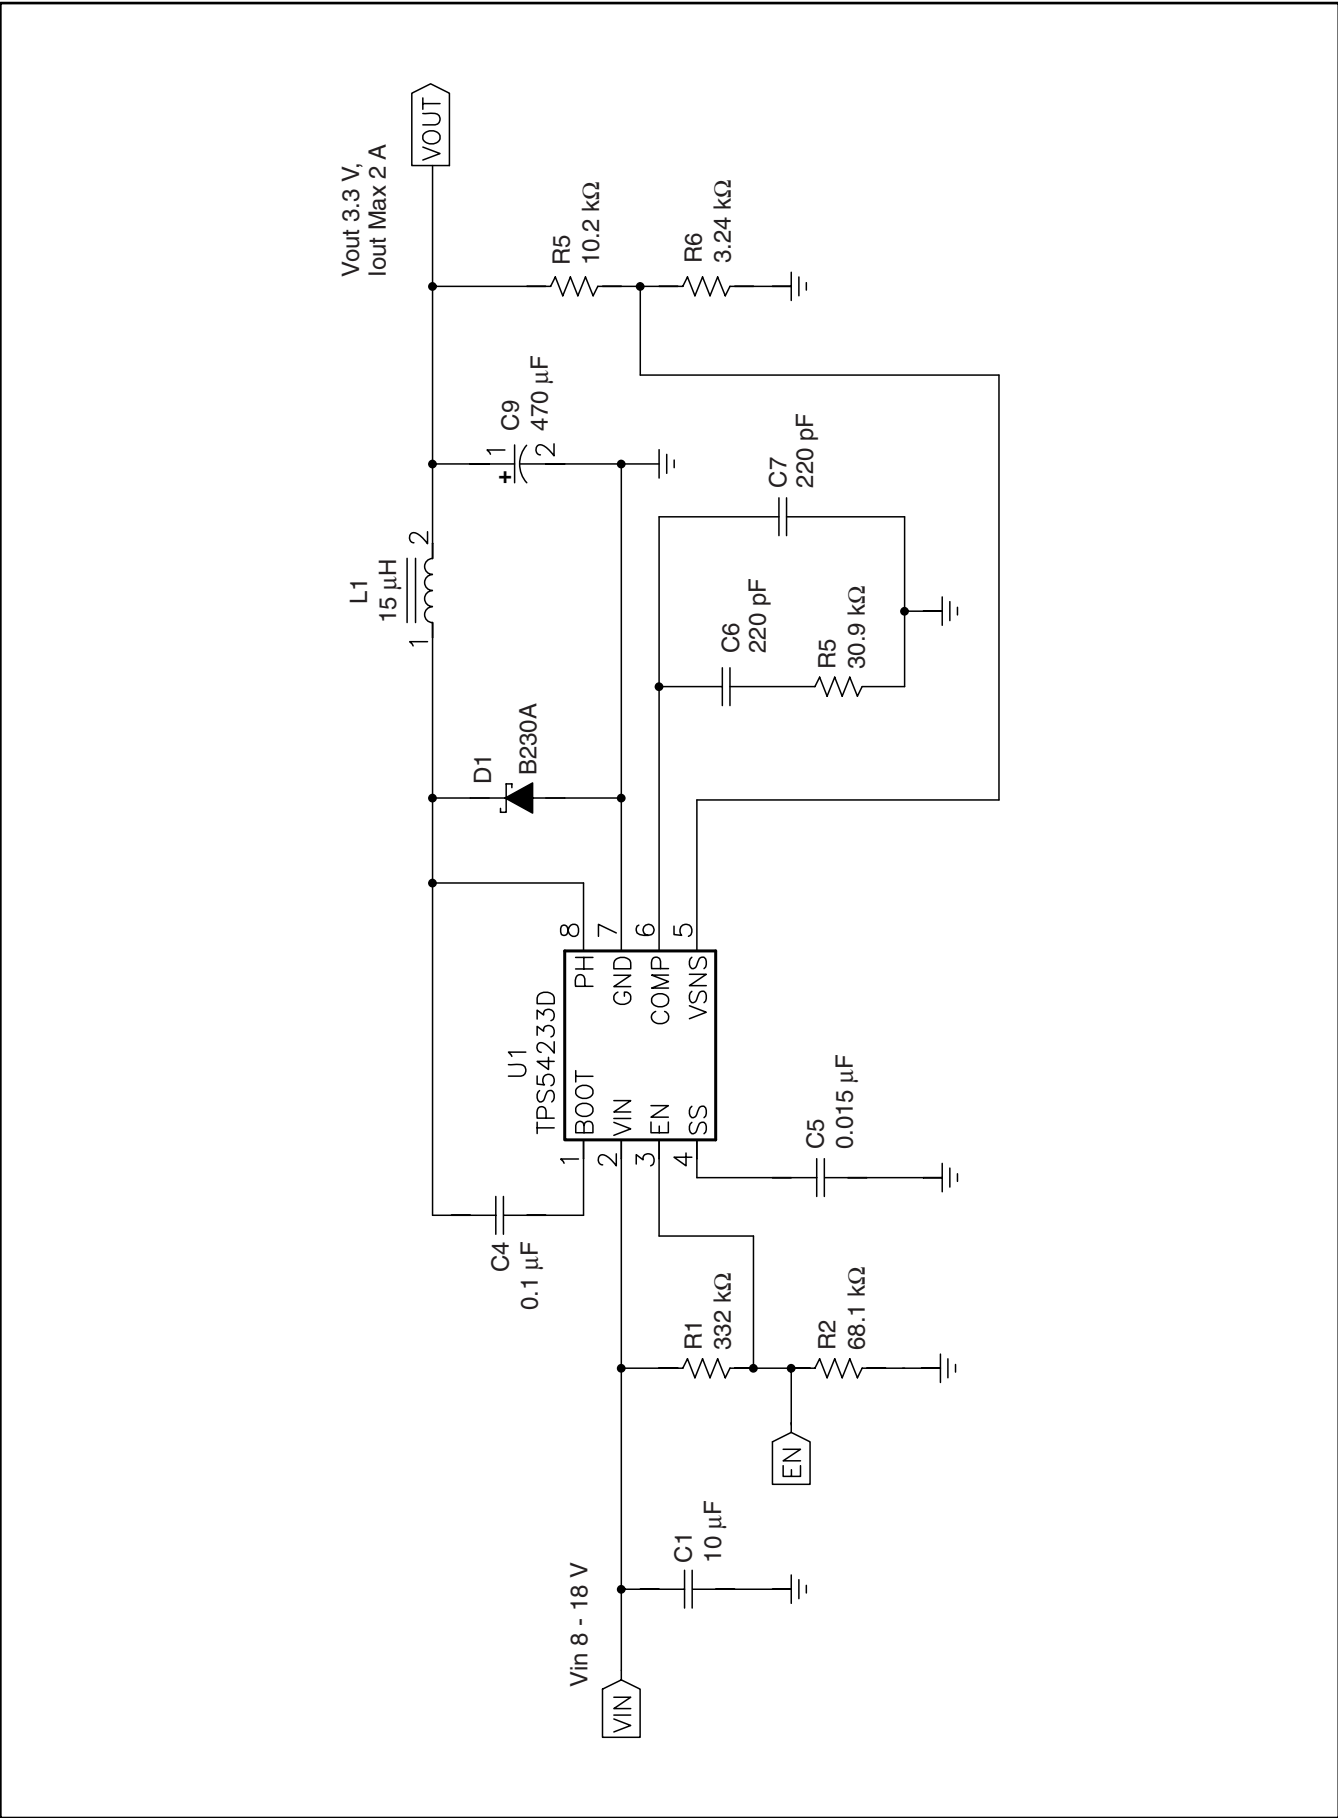 Vout 3.3 V,
Iout Max 2 A
VOUT
L1
15 µH
1
2
C4
0.1 µF
D1
B230A
C9
470 µF
+
1
2
R5
10.2 kΩ
R6
3.24 kΩ
U1
TPS54233D
BOOT
VIN
EN
SS
PH
GND
COMP
VSNS
1
2
3
4
8
7
6
5
Vin 8 - 18 V
VIN
C1
10 µF
R1
332 kΩ
EN
R2
68.1 kΩ
C5
0.015 µF
C6
220 pF
R5
30.9 kΩ
C7
220 pF